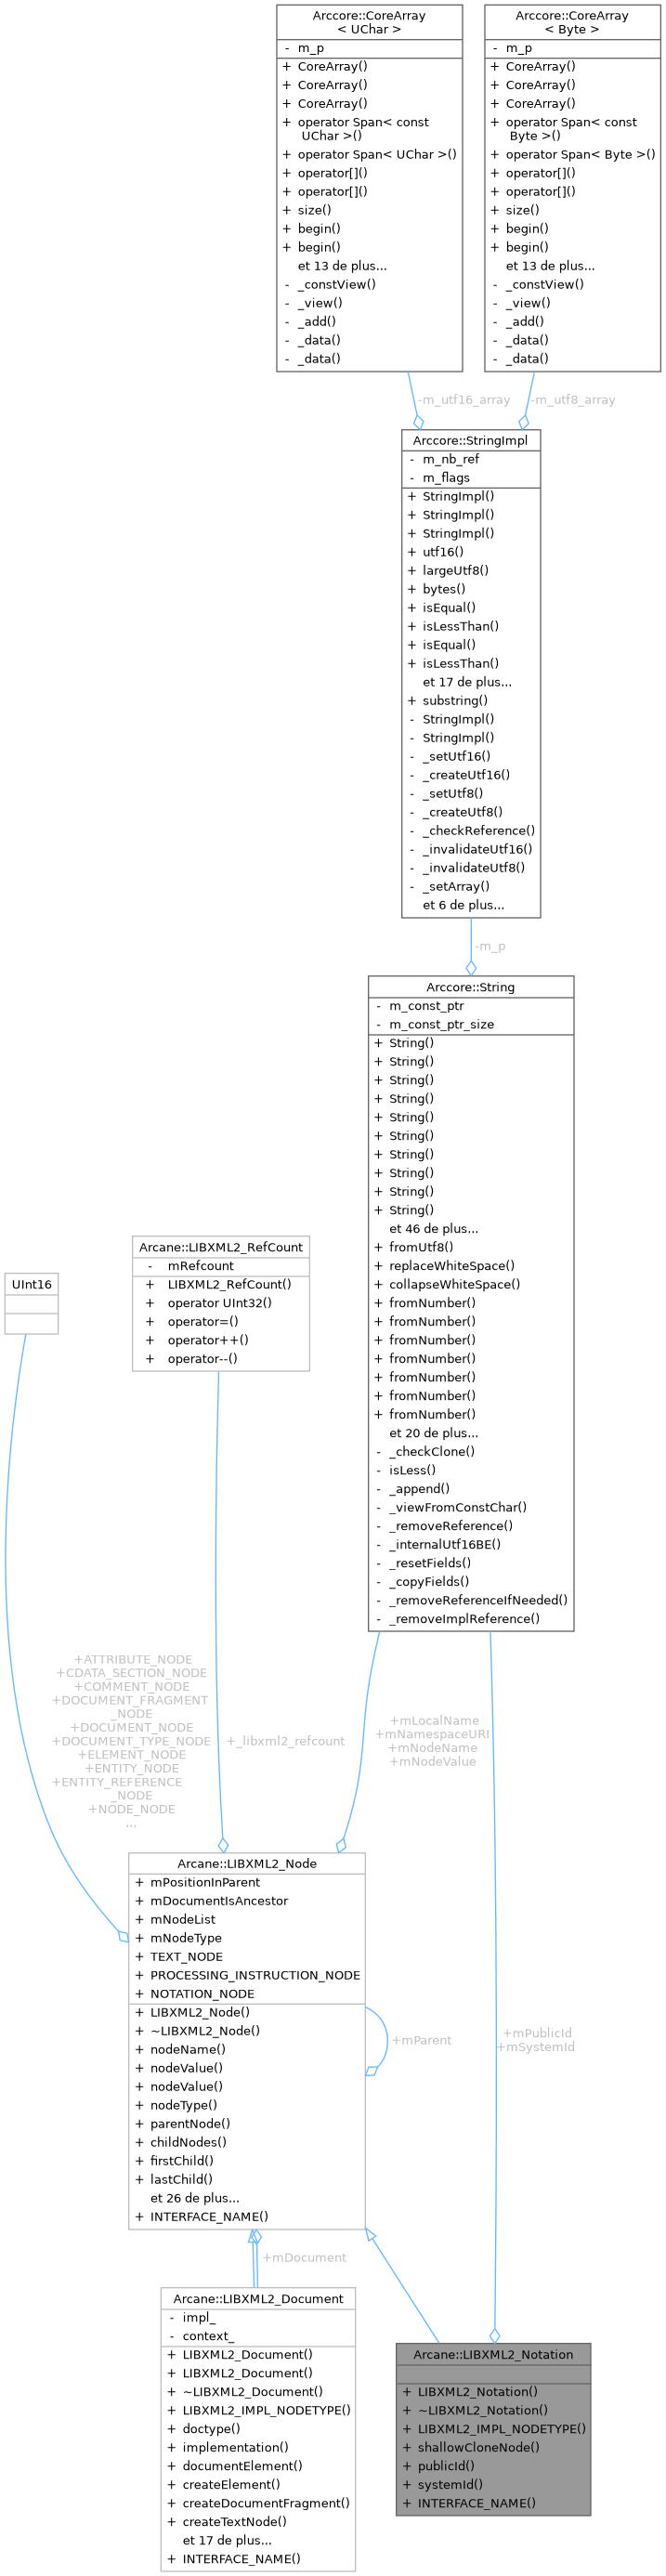 Arccore::CoreArray
< UChar >
- m_p
+ CoreArray()
+ CoreArray()
+ CoreArray()
+ operator Span< const
UChar >()
+ operator Span< UChar >()
+ operator[]()
+ operator[]()
+ size()
+ begin()
+ begin()
et 13 de plus...
- _constView()
- _view()
- _add()
- _data()
- _data()
Arccore::CoreArray
< Byte >
- m_p
+ CoreArray()
+ CoreArray()
+ CoreArray()
+ operator Span< const
Byte >()
+ operator Span< Byte >()
+ operator[]()
+ operator[]()
+ size()
+ begin()
+ begin()
et 13 de plus...
- _constView()
- _view()
- _add()
- _data()
- _data()
-m_utf16_array
-m_utf8_array
Arccore::StringImpl
- m_nb_ref
- m_flags
+ StringImpl()
+ StringImpl()
+ StringImpl()
+ utf16()
+ largeUtf8()
+ bytes()
+ isEqual()
+ isLessThan()
+ isEqual()
+ isLessThan()
et 17 de plus...
+ substring()
- StringImpl()
- StringImpl()
- _setUtf16()
- _createUtf16()
- _setUtf8()
- _createUtf8()
- _checkReference()
- _invalidateUtf16()
- _invalidateUtf8()
- _setArray()
et 6 de plus...
-m_p
Arccore::String
- m_const_ptr
- m_const_ptr_size
+ String()
+ String()
+ String()
+ String()
+ String()
+ String()
+ String()
+ String()
+ String()
+ String()
et 46 de plus...
+ fromUtf8()
+ replaceWhiteSpace()
+ collapseWhiteSpace()
+ fromNumber()
+ fromNumber()
+ fromNumber()
+ fromNumber()
+ fromNumber()
+ fromNumber()
+ fromNumber()
et 20 de plus...
- _checkClone()
- isLess()
- _append()
- _viewFromConstChar()
- _removeReference()
- _internalUtf16BE()
- _resetFields()
- _copyFields()
- _removeReferenceIfNeeded()
- _removeImplReference()
Arcane::LIBXML2_RefCount
- mRefcount
+ LIBXML2_RefCount()
+ operator UInt32()
+ operator=()
+ operator++()
+ operator--()
UInt16
+ATTRIBUTE_NODE
+CDATA_SECTION_NODE
+COMMENT_NODE
+DOCUMENT_FRAGMENT
_NODE
+DOCUMENT_NODE
+DOCUMENT_TYPE_NODE
+ELEMENT_NODE
+ENTITY_NODE
+ENTITY_REFERENCE
_NODE
+NODE_NODE
...
+_libxml2_refcount
+mLocalName
+mNamespaceURI
+mNodeName
+mNodeValue
Arcane::LIBXML2_Node
+ mPositionInParent
+ mDocumentIsAncestor
+ mNodeList
+ mNodeType
+ TEXT_NODE
+ PROCESSING_INSTRUCTION_NODE
+ NOTATION_NODE
+ LIBXML2_Node()
+ ~LIBXML2_Node()
+ nodeName()
+ nodeValue()
+ nodeValue()
+ nodeType()
+ parentNode()
+ childNodes()
+ firstChild()
+ lastChild()
et 26 de plus...
+ INTERFACE_NAME()
+mParent
+mPublicId
+mSystemId
+mDocument
Arcane::LIBXML2_Document
- impl_
- context_
+ LIBXML2_Document()
+ LIBXML2_Document()
+ ~LIBXML2_Document()
+ LIBXML2_IMPL_NODETYPE()
+ doctype()
+ implementation()
+ documentElement()
+ createElement()
+ createDocumentFragment()
+ createTextNode()
et 17 de plus...
+ INTERFACE_NAME()
Arcane::LIBXML2_Notation
+ LIBXML2_Notation()
+ ~LIBXML2_Notation()
+ LIBXML2_IMPL_NODETYPE()
+ shallowCloneNode()
+ publicId()
+ systemId()
+ INTERFACE_NAME()